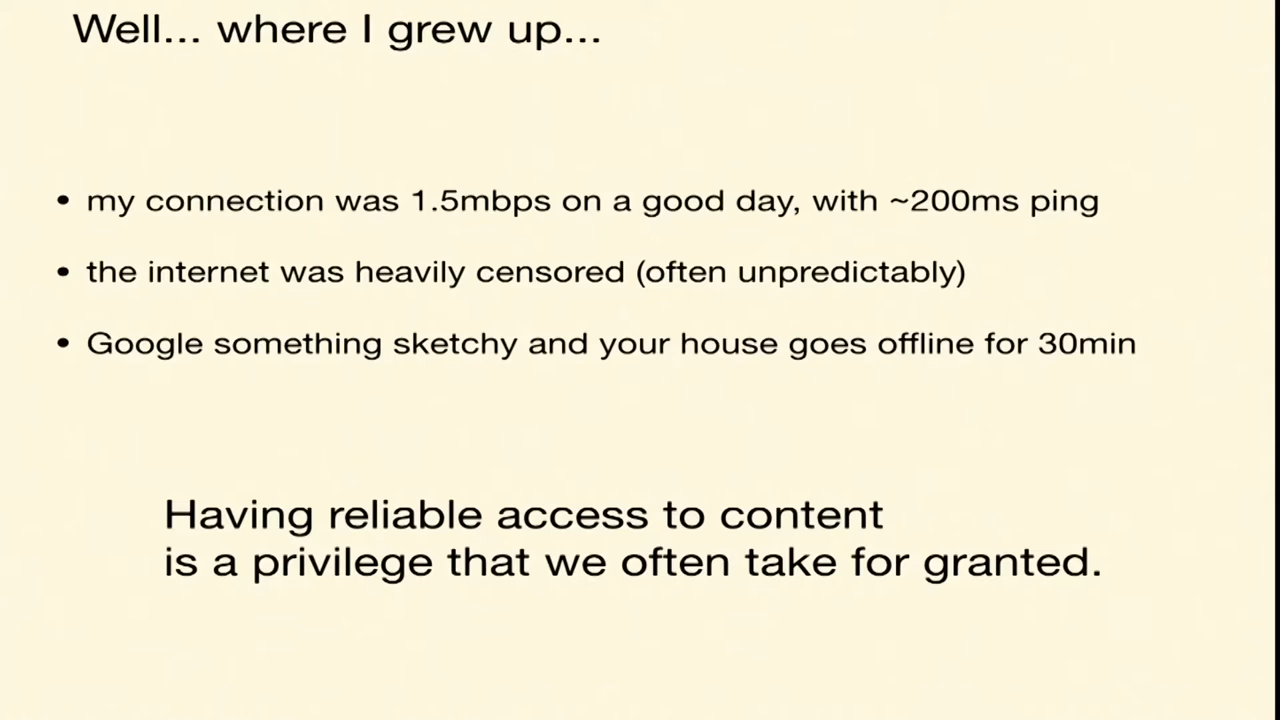 Well... where I grew up...
• my connection was 1.5mbps on a good day, with ~200ms ping
• the internet was heavily censored (often unpredictably)
• Google something sketchy and your house goes offline for 30min
Having reliable access to content
is a privilege that we often take for granted.